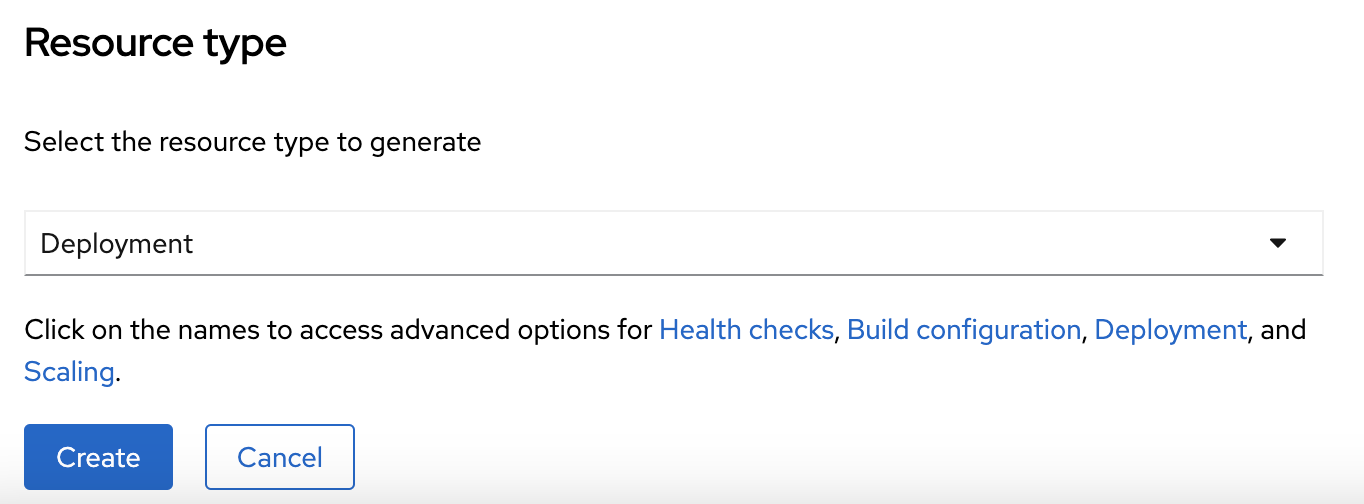 Resource type
Select the resource type to generate
Deployment
Click on the names to access advanced options for Health checks, Build configuration, Deployment, and
Scaling.
Create
Cancel